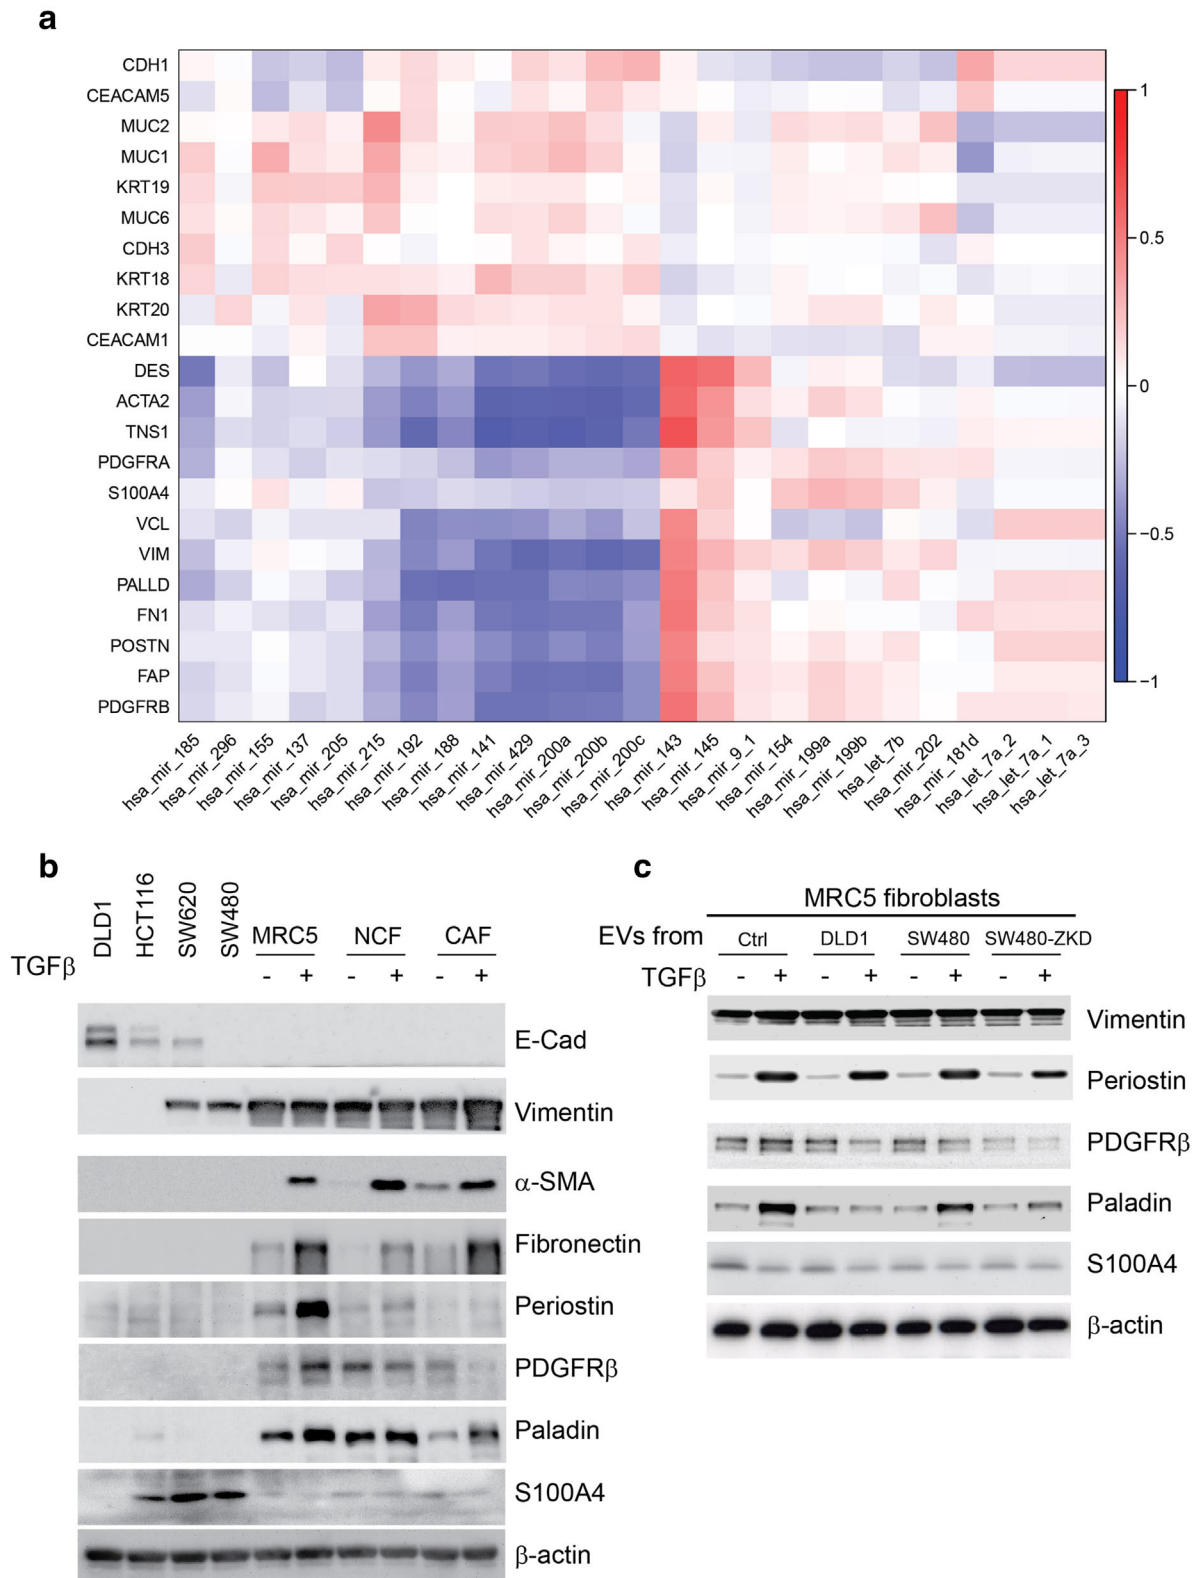 a
CDH1
CEACAM5
MUC2
MUC1
KRT19
MUC6
CDH3
KRT18
KRT20
CEACAM1
DES
ACTA2
TNS1
PDGFRA
S100A4
VCL
VIM
PALLD
FN1
POSTN
FAP
PDGFRB
1
0.5
0
−0.5
−1
hsa_mir_185
hsa_mir_296
hsa_mir_155
hsa_mir_137
hsa_mir_205
hsa_mir_215
hsa_mir_192
hsa_mir_188
hsa_mir_141
hsa_mir_429
hsa_mir_200a
hsa_mir_200b
hsa_mir_200c
hsa_mir_143
hsa_mir_145
hsa_mir_9_1
hsa_mir_154
hsa_mir_199a
hsa_mir_199b
hsa_let_7b
hsa_mir_202
hsa_mir_181d
hsa_let_7a_2
hsa_let_7a_1
hsa_let_7a_3
b
DLD1
HCT116
SW620
SW480
MRC5 NCF CAF
TGFβ - + - + - +
E-Cad
Vimentin
α-SMA
Fibronectin
Periostin
PDGFRβ
Paladin
S100A4
β-actin
c
MRC5 fibroblasts
EVs from Ctrl DLD1 SW480 SW480-ZKD
TGFβ - + - + - + - +
Vimentin
Periostin
PDGFRβ
Paladin
S100A4
β-actin